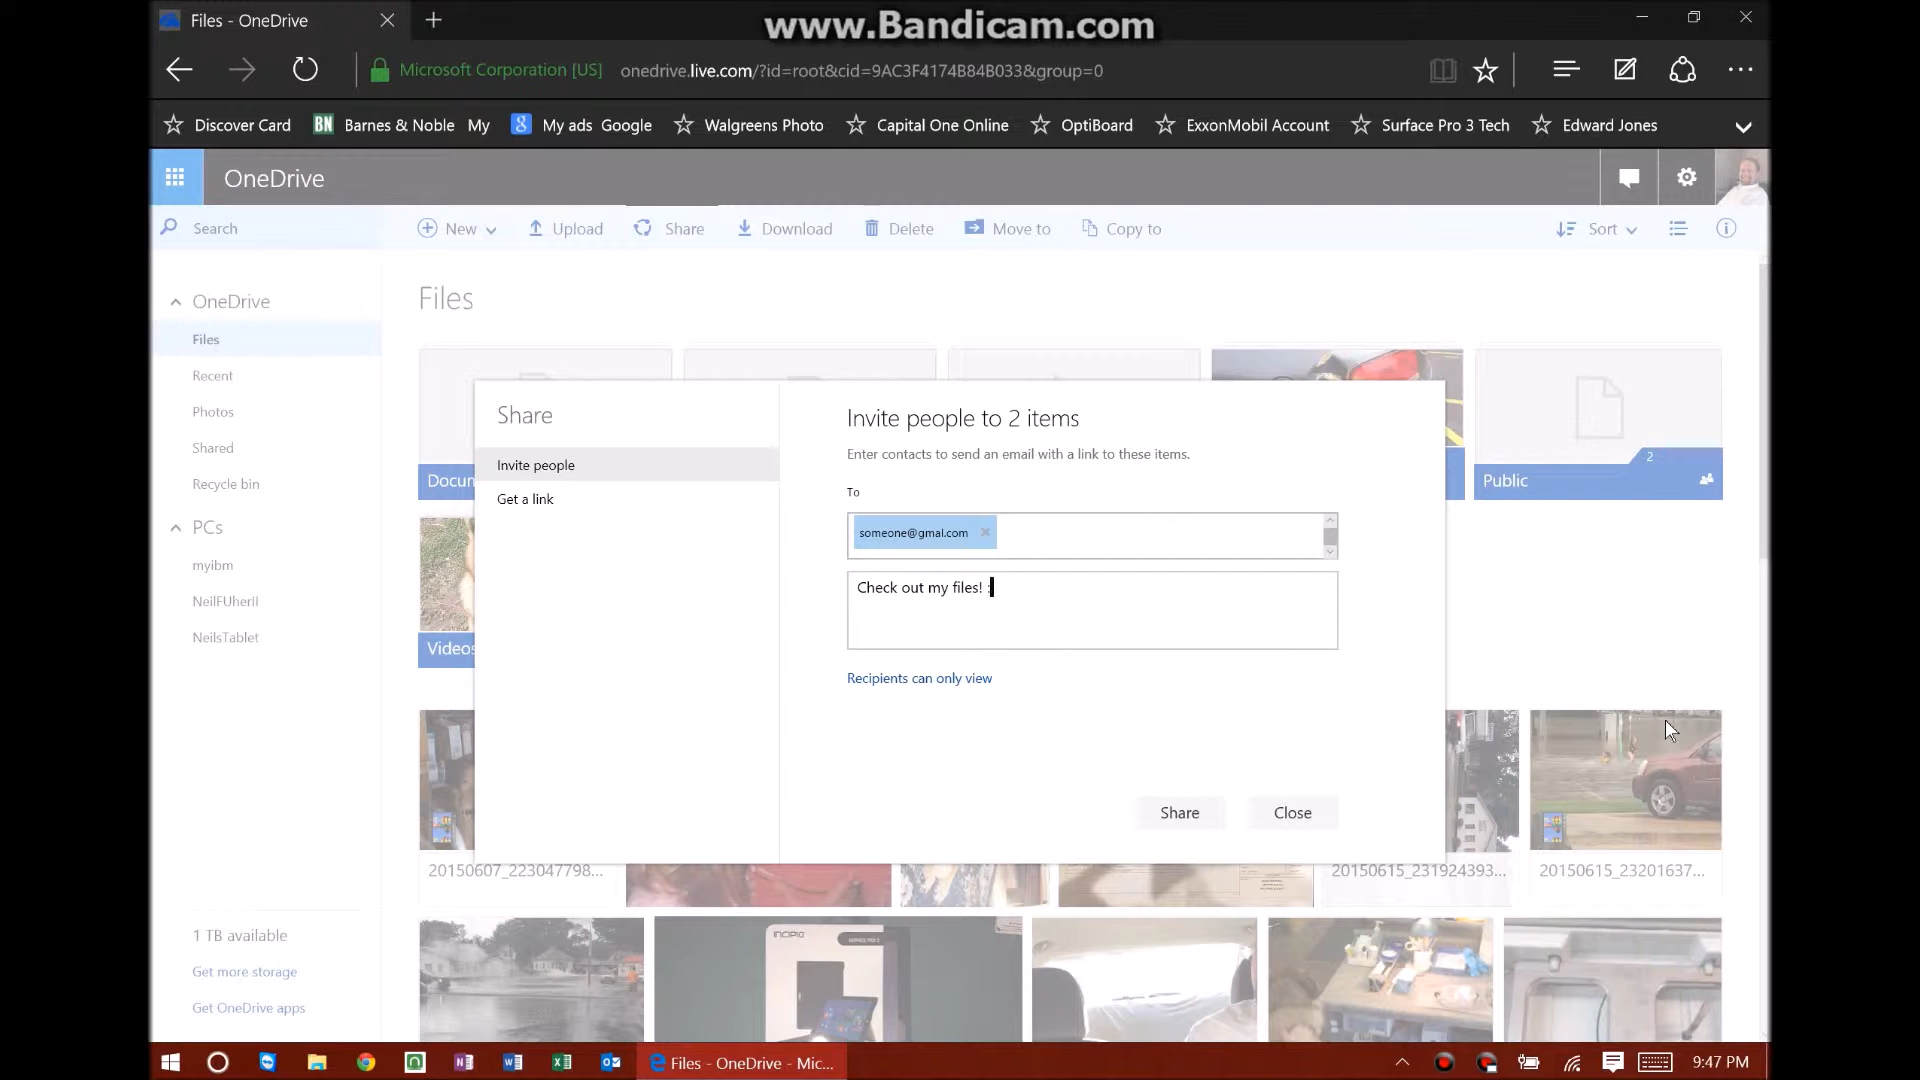 www.Bandicam.com
Files - OneDrive
Microsoft Corporation [US] onedrive.live.com/?id=root&cid=9AC3F4174B84B033&group=0
Discover Card BN Barnes & Noble My My ads Google Walgreens Photo Capital One Online OptiBoard ExxonMobil Account Surface Pro 3 Tech Edward Jones
OneDrive
Search New Upload Share Download Delete Move to Copy to Sort
OneDrive
Files
Recent
Photos
Shared
Recycle bin
PCs
myibm
NeilFUherII
NeilsTablet
1 TB available
Get more storage
Get OneDrive apps
Files
Docun
2
Public
Videos
Share
Invite people
Get a link
Invite people to 2 items
Enter contacts to send an email with a link to these items.
To
someone@gmal.com
Check out my files! :
Recipients can only view
Share Close
20150607_223047798... 20150615_231924393... 20150615_23201637...
INCIPIO
Files - OneDrive - Mic... 9:47 PM